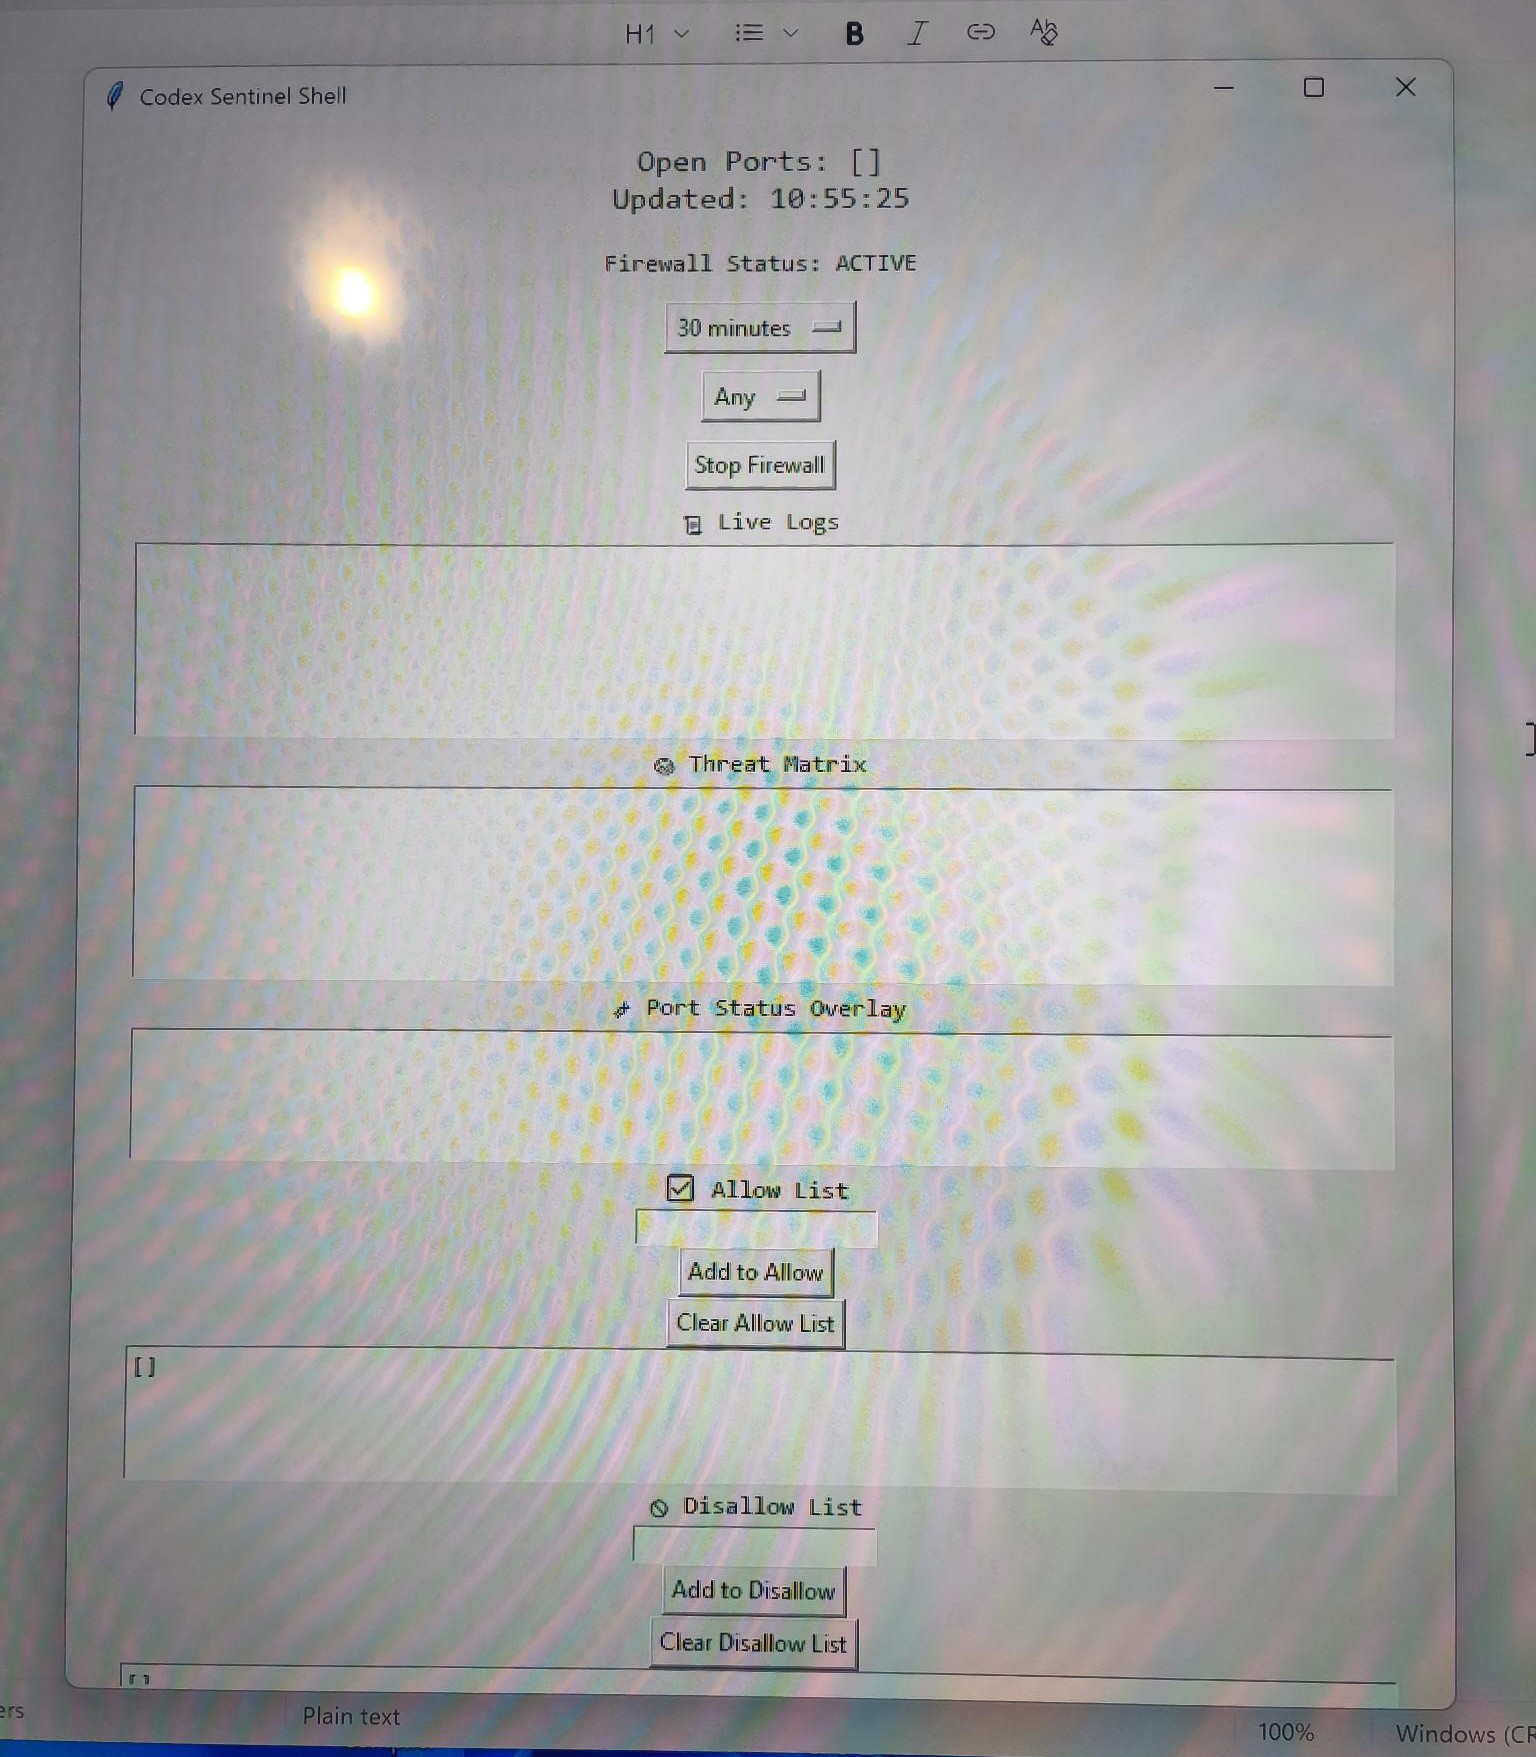 H1 B I
Codex Sentinel Shell
Open Ports: []
Updated: 10:55:25
Firewall Status: ACTIVE
30 minutes
Any
Stop Firewall
Live Logs
Threat Matrix
Port Status Overlay
Allow List
Add to Allow
Clear Allow List
[]
Disallow List
Add to Disallow
Clear Disallow List
[]
ers Plain text 100% Windows (CR